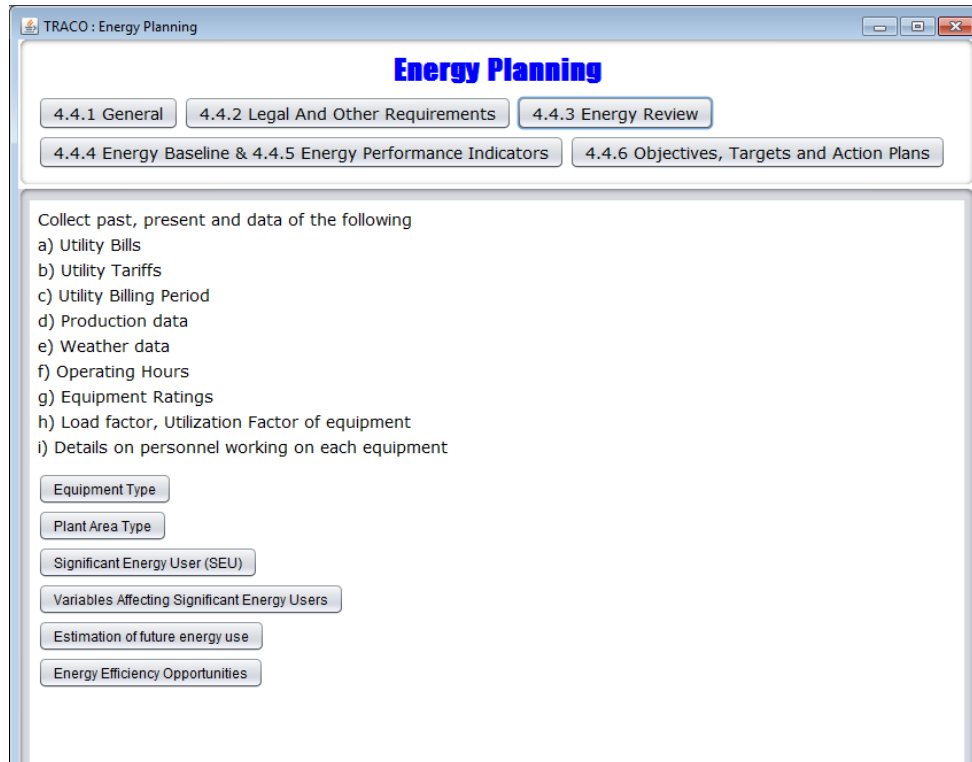 TRACO : Energy Planning
Energy Planning
4.4.1 General 4.4.2 Legal And Other Requirements 4.4.3 Energy Review
4.4.4 Energy Baseline & 4.4.5 Energy Performance Indicators 4.4.6 Objectives, Targets and Action Plans
Collect past, present and data of the following
a) Utility Bills
b) Utility Tariffs
c) Utility Billing Period
d) Production data
e) Weather data
f) Operating Hours
g) Equipment Ratings
h) Load factor, Utilization Factor of equipment
i) Details on personnel working on each equipment
Equipment Type
Plant Area Type
Significant Energy User (SEU)
Variables Affecting Significant Energy Users
Estimation of future energy use
Energy Efficiency Opportunities